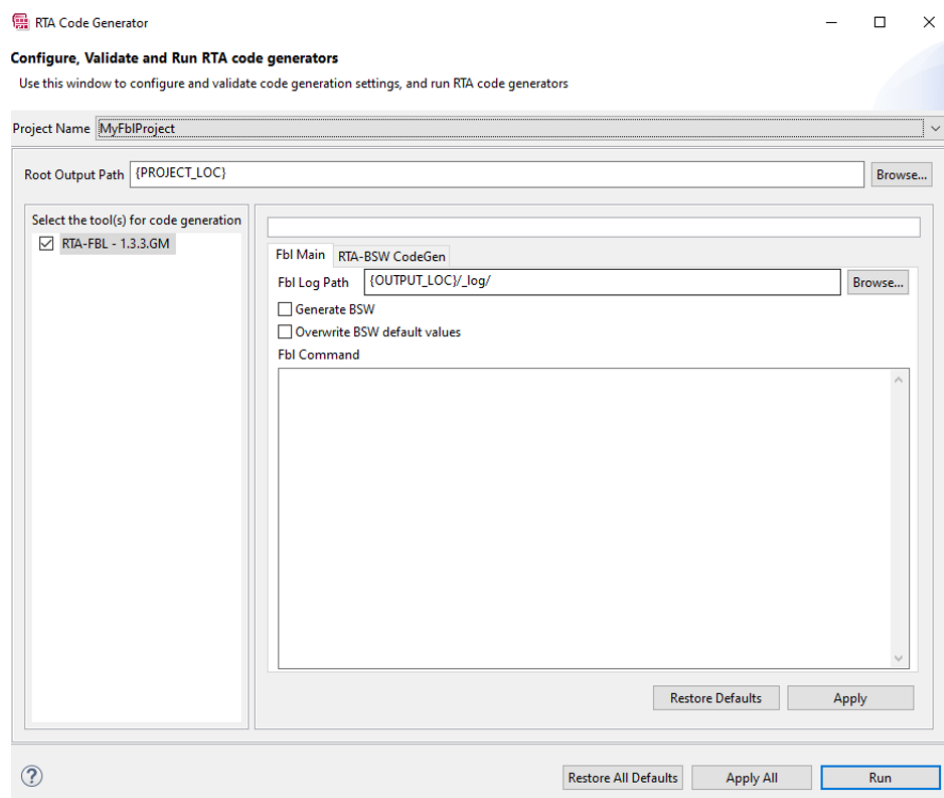 RTA Code Generator
Configure, Validate and Run RTA code generators
Use this window to configure and validate code generation settings, and run RTA code generators
Project Name MyFblProject
Root Output Path {PROJECT_LOC} Browse...
Select the tool(s) for code generation
RTA-FBL - 1.3.3.GM
Fbl Main RTA-BSW CodeGen
Fbl Log Path {OUTPUT_LOC}/_log/ Browse...
Generate BSW
Overwrite BSW default values
Fbl Command
Restore Defaults Apply
? Restore All Defaults Apply All Run